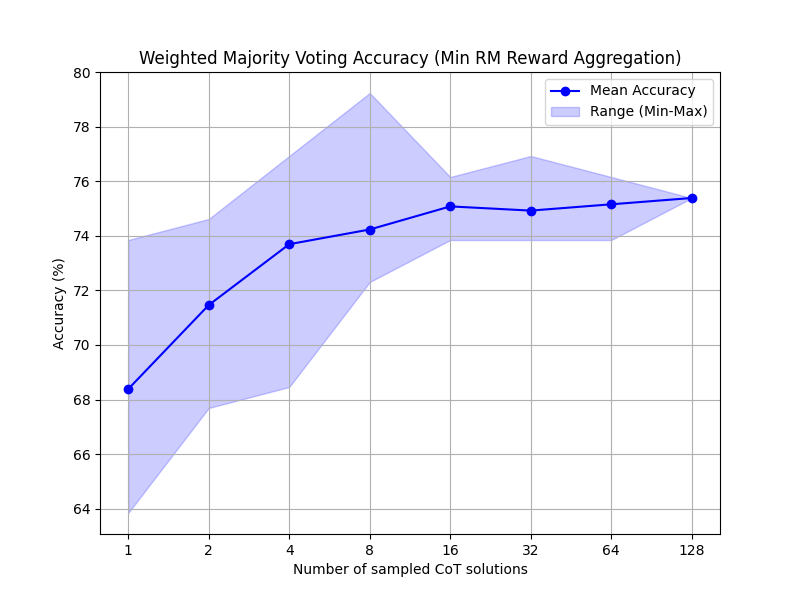 Weighted Majority Voting Accuracy (Min RM Reward Aggregation)
Mean Accuracy
Range (Min-Max)
Accuracy (%)
80
78
76
74
72
70
68
66
64
1 2 4 8 16 32 64 128
Number of sampled CoT solutions